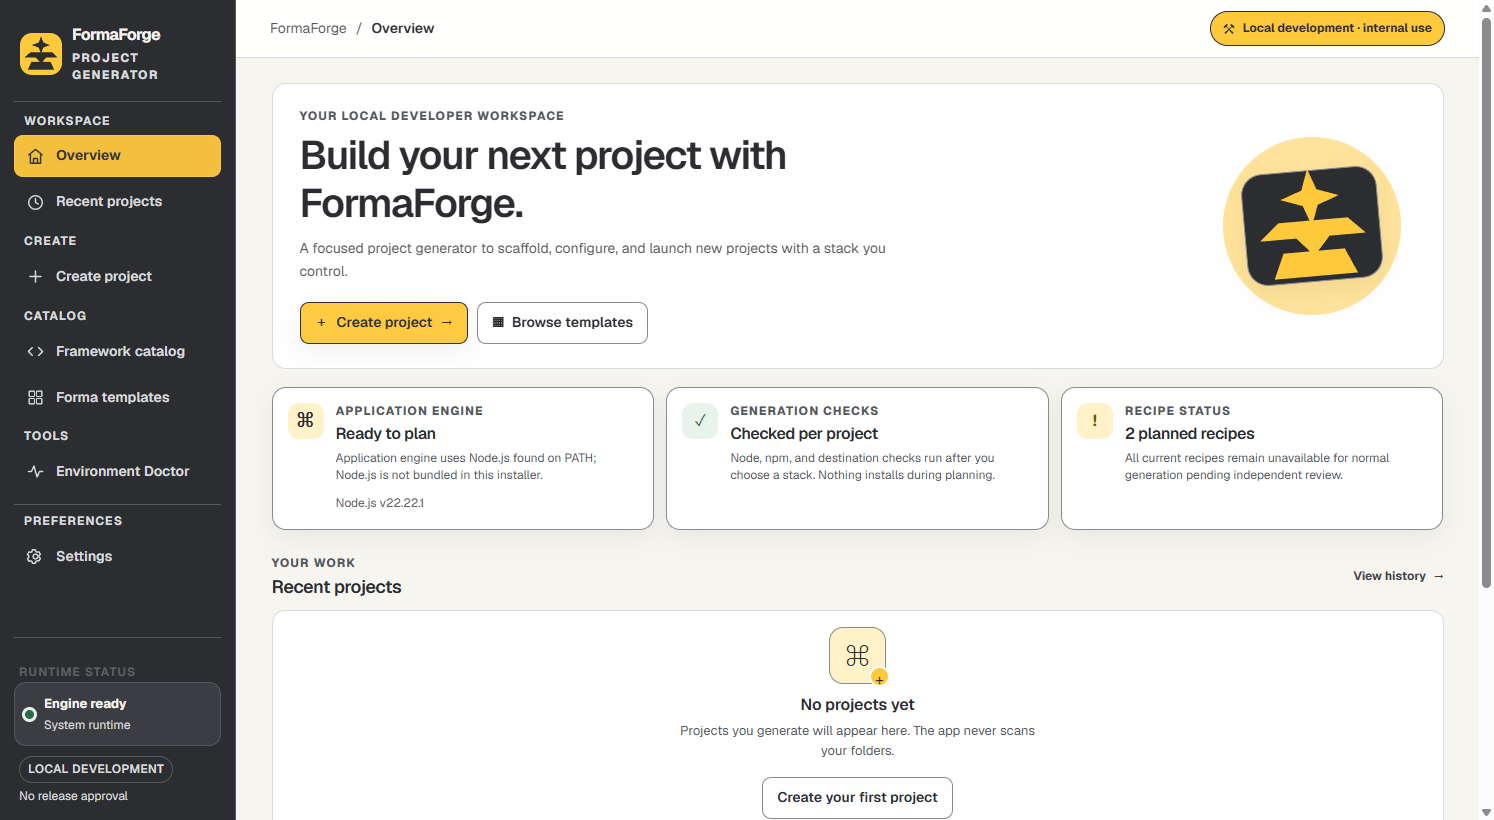 FormaForge
PROJECT
GENERATOR
WORKSPACE
Overview
Recent projects
CREATE
Create project
CATALOG
Framework catalog
Forma templates
TOOLS
Environment Doctor
PREFERENCES
Settings
RUNTIME STATUS
Engine ready
System runtime
LOCAL DEVELOPMENT
No release approval
FormaForge / Overview
Local development · internal use
YOUR LOCAL DEVELOPER WORKSPACE
Build your next project with
FormaForge.
A focused project generator to scaffold, configure, and launch new projects with a stack you
control.
+ Create project →
Browse templates
APPLICATION ENGINE
Ready to plan
Application engine uses Node.js found on PATH;
Node.js is not bundled in this installer.
Node.js v22.22.1
GENERATION CHECKS
Checked per project
Node, npm, and destination checks run after you
choose a stack. Nothing installs during planning.
!
RECIPE STATUS
2 planned recipes
All current recipes remain unavailable for normal
generation pending independent review.
YOUR WORK
Recent projects
View history →
No projects yet
Projects you generate will appear here. The app never scans
your folders.
Create your first project